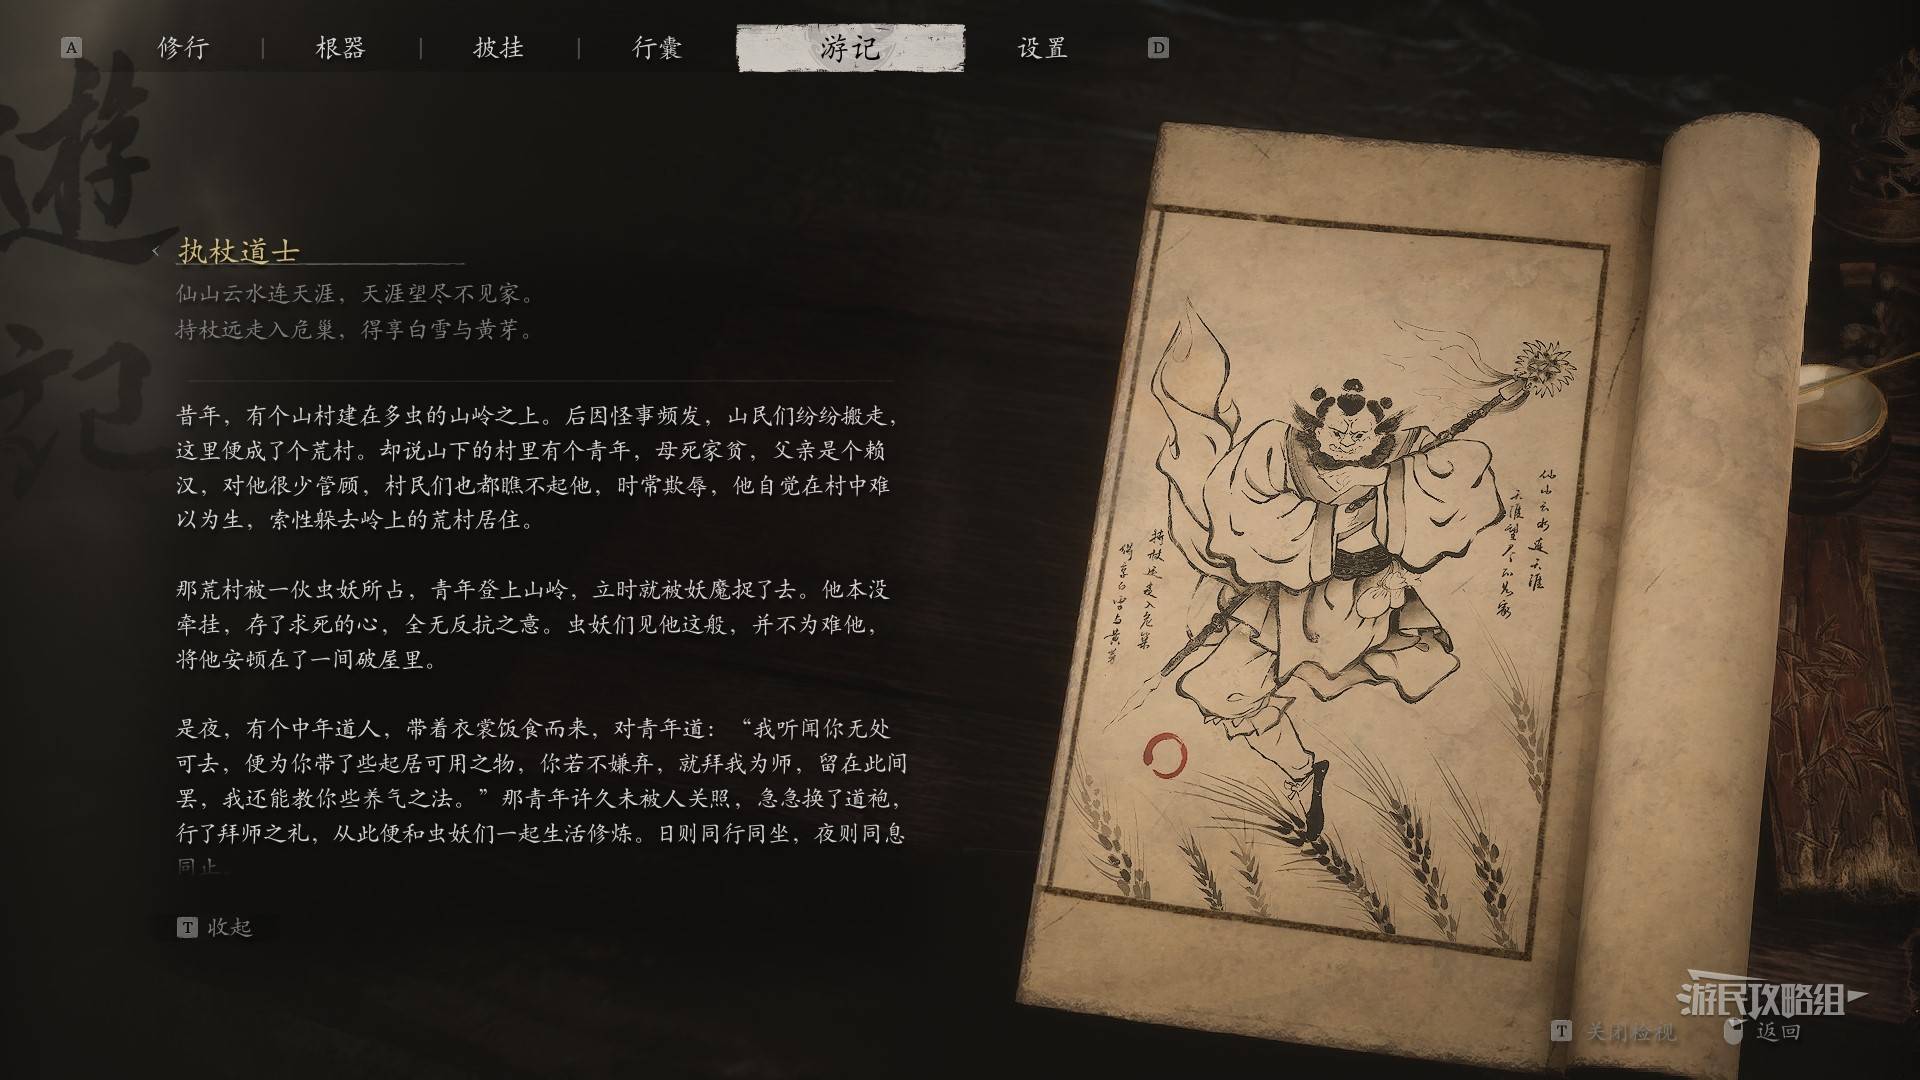 A 修行 | 根器 | 披挂 | 行囊 游记 设置 D
遊記
执杖道士
仙山云水连天涯，天涯望尽不见家。
持杖远走入危巢，得享白雪与黄芽。
昔年，有个山村建在多虫的山岭之上。后因怪事频发，山民们纷纷搬走，
这里便成了个荒村。却说山下的村里有个青年，母死家贫，父亲是个赖
汉，对他很少管顾，村民们也都瞧不起他，时常欺辱，他自觉在村中难
以为生，索性躲去岭上的荒村居住。
那荒村被一伙虫妖所占，青年登上山岭，立时就被妖魔捉了去。他本没
牵挂，存了求死的心，全无反抗之意。虫妖们见他这般，并不为难他，
将他安顿在了一间破屋里。
是夜，有个中年道人，带着衣裳饭食而来，对青年道：“我听闻你无处
可去，便为你带了些起居可用之物，你若不嫌弃，就拜我为师，留在此间
罢，我还能教你些养气之法。”那青年许久未被人关照，急急换了道袍，
行了拜师之礼，从此便和虫妖们一起生活修炼。日则同行同坐，夜则同息
同止。
T 收起
仙山云水连天涯
天涯望尽不见家
持杖远走入危巢
得享白雪与黄芽
游民攻略组
T 关闭检视 返回